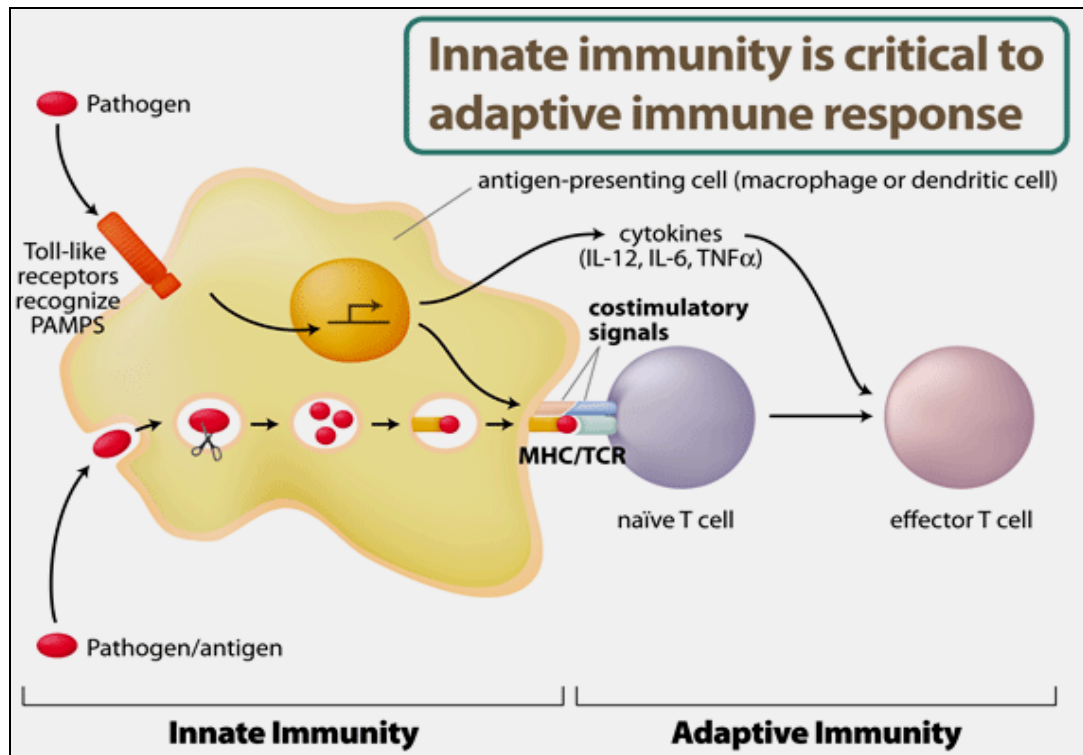 Innate immunity is critical to
adaptive immune response
Pathogen
antigen-presenting cell (macrophage or dendritic cell)
Toll-like
receptors
recognize
PAMPS
cytokines
(IL-12, IL-6, TNFα)
costimulatory
signals
MHC/TCR
naïve T cell
effector T cell
Pathogen/antigen
Innate Immunity
Adaptive Immunity